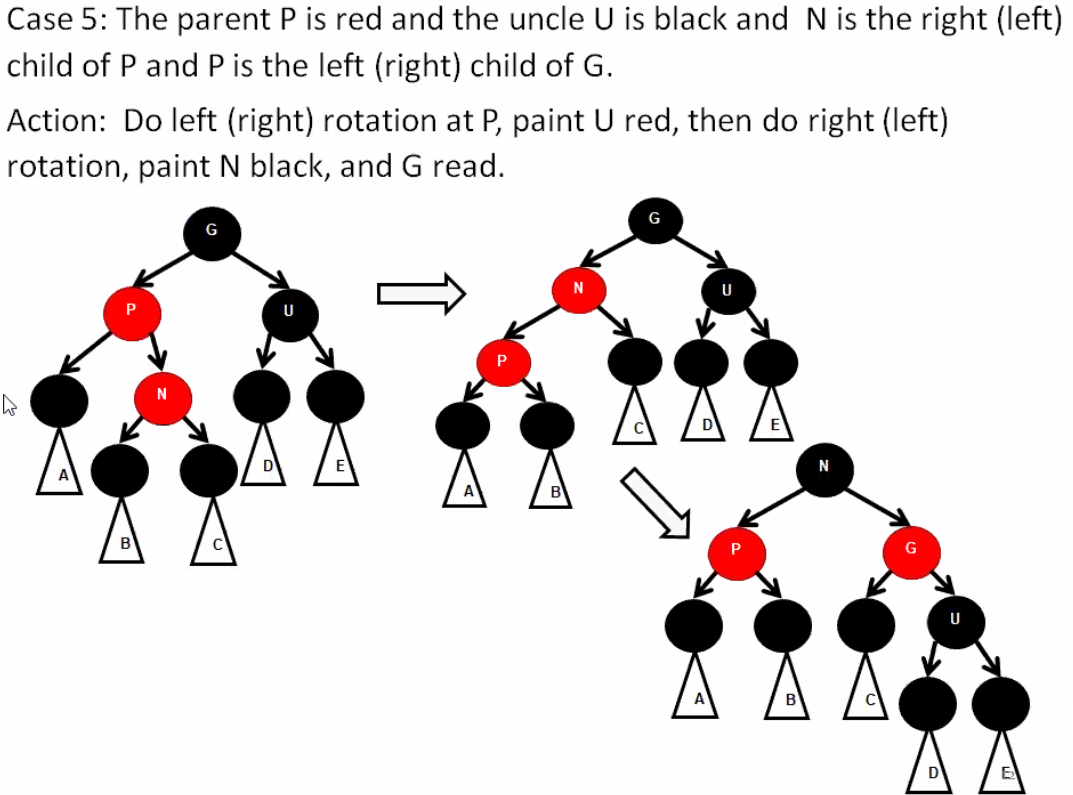 Case 5: The parent P is red and the uncle U is black and  N is the right (left)
child of P and P is the left (right) child of G.
Action:  Do left (right) rotation at P, paint U red, then do right (left)
rotation, paint N black, and G read.
G
P
U
N
A
D
E
B
C
G
N
U
P
C
D
E
A
B
N
P
G
U
A
B
C
D
E